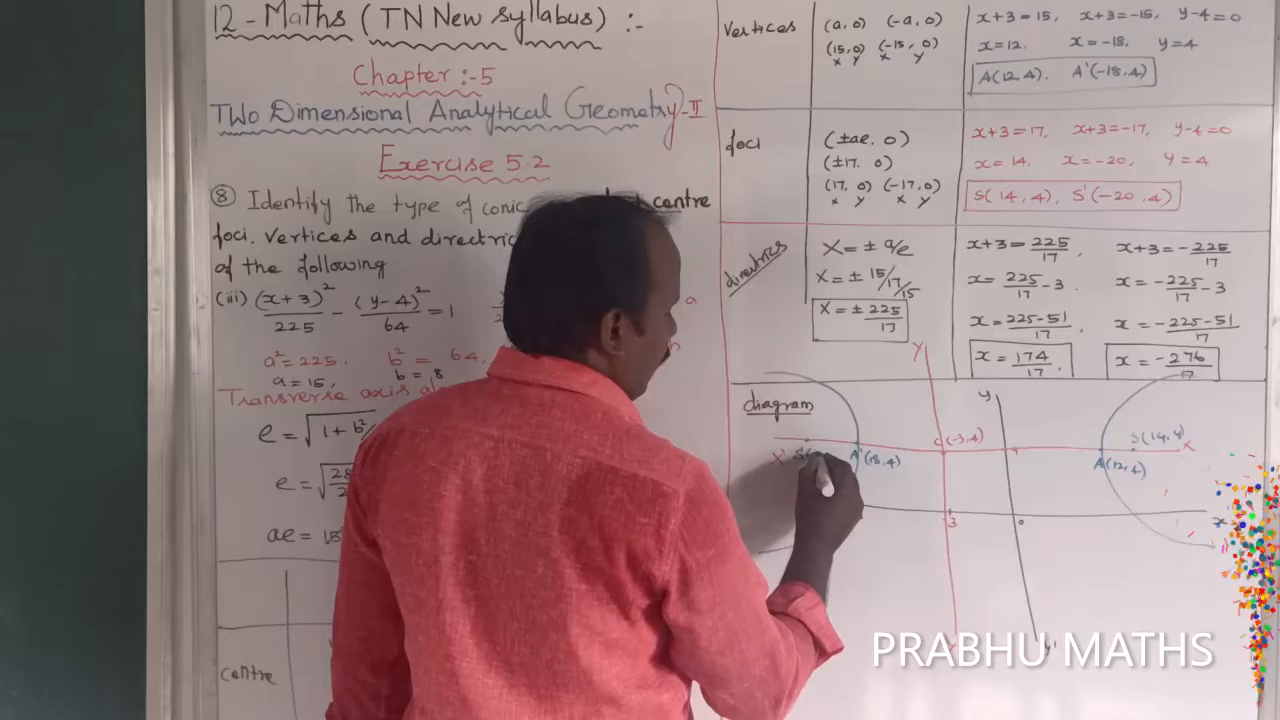 12-Maths (TN New Syllabus) :-
Chapter :-5
Two Dimensional Analytical Geometry-II
Exercise 5.2
⑧ Identify the type of conic centre
foci, vertices and
of the following
(iii) (x+3)²/225 - (y-4)²/64 = 1
a²=225, b² = 64,
a=15, b=8
Transverse axis
e = √1+b²/
e = √
ae =
centre
Vertices
(a,0) (-a,0)
(15,0) (-15,0)
x y x y
x+3=15, x+3=-15, y-4=0
x=12. x=-18, y=4
A(12,4). A'(-18,4)
foci
(±ae, 0)
(±17, 0)
(17,0) (-17,0)
x y x y
x+3=17, x+3=-17, y-4=0
x=14. x=-20, y=4
S(14,4), S'(-20,4)
directrics
X = ± a/e
X = ± 15/17/15
X = ± 225/17
x+3=225/17, x+3=-225/17
x=225/17-3. x=-225/17-3
x=225-51/17, x=-225-51/17
x=174/17. x=-276/17
diagram
Y
y
C(-3,4)
S(14,4)
X
X' S'( A'(18,4)
A(12,4)
-3
0
x
y'
PRABHU MATHS